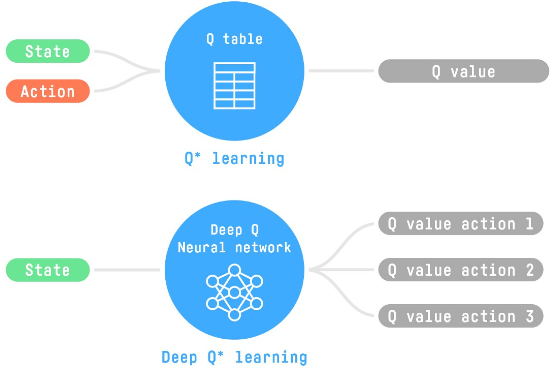 Q table
State
Action
Q value
Q* learning
Deep Q
Neural network
State
Q value action 1
Q value action 2
Q value action 3
Deep Q* learning